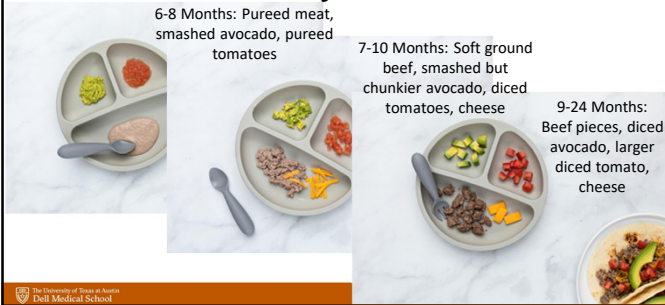 6-8 Months: Pureed meat,
smashed avocado, pureed
tomatoes
7-10 Months: Soft ground
beef, smashed but
chunkier avocado, diced
tomatoes, cheese
9-24 Months:
Beef pieces, diced
avocado, larger
diced tomato,
cheese
The University of Texas at Austin
Dell Medical School